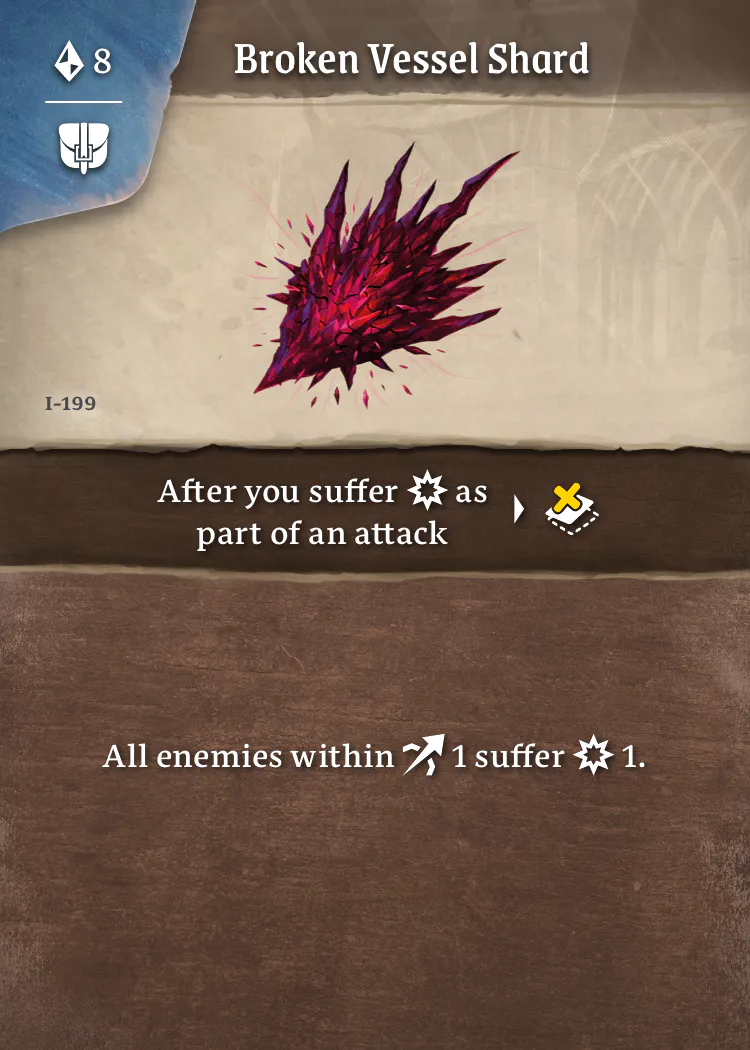 8
Broken Vessel Shard
I-199
After you suffer as
part of an attack
All enemies within 1 suffer 1.